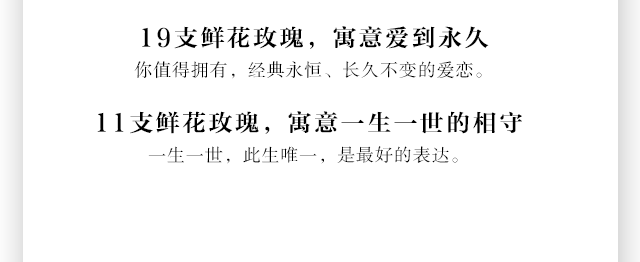 19支鲜花玫瑰，寓意爱到永久
你值得拥有，经典永恒、长久不变的爱恋。
11支鲜花玫瑰，寓意一生一世的相守
一生一世，此生唯一，是最好的表达。